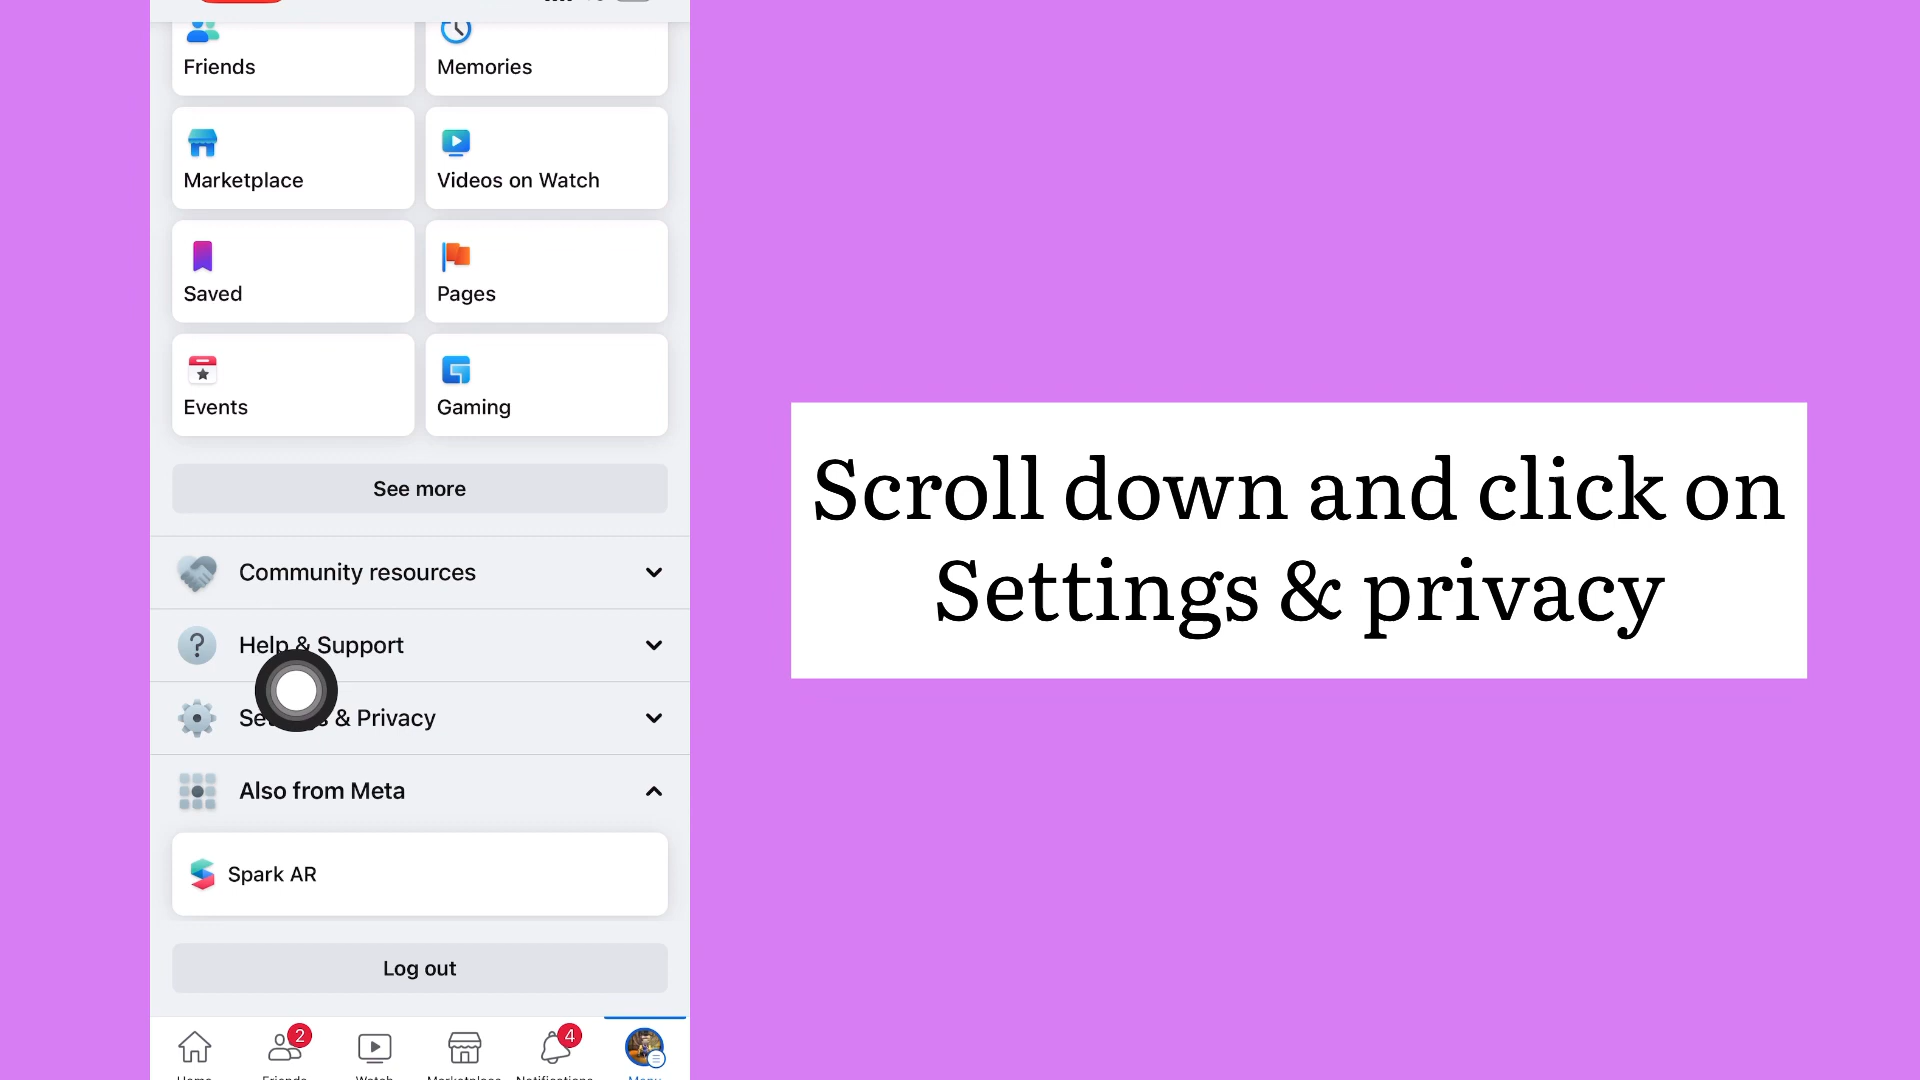 Friends
Memories
Marketplace
Videos on Watch
Saved
Pages
Events
Gaming
See more
Community resources
Help & Support
& Privacy
Also from Meta
Spark AR
Log out
2
4
Scroll down and click on
Settings & privacy